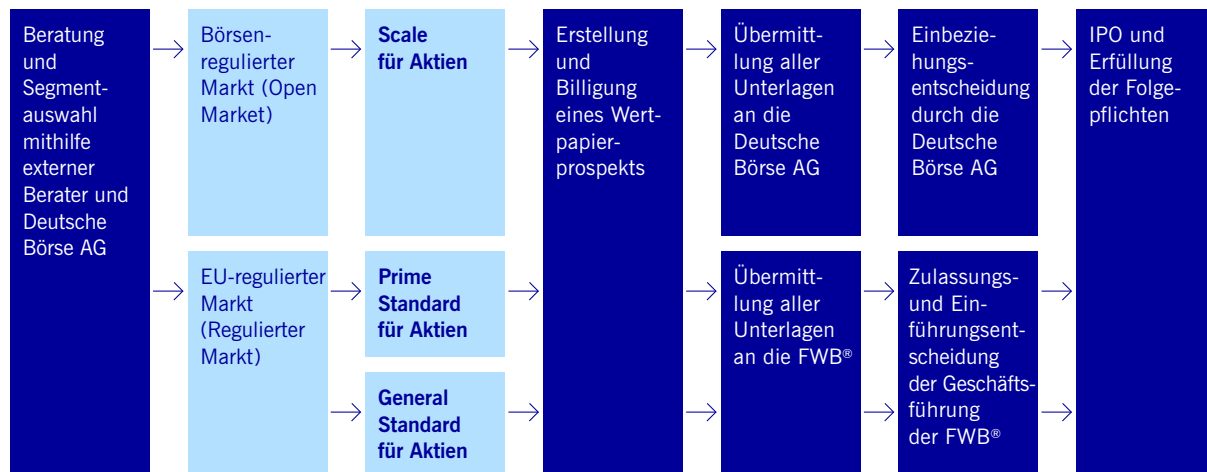 Beratung
und
Segment-
auswahl
mithilfe
externer
Berater und
Deutsche
Börse AG
Börsen-
regulierter
Markt (Open
Market)
Scale
für Aktien
Erstellung
und
Billigung
eines Wert-
papier-
prospekts
Übermitt-
lung aller
Unterlagen
an die
Deutsche
Börse AG
Einbezie-
hungs-
entscheidung
durch die
Deutsche
Börse AG
IPO und
Erfüllung
der Folge-
pflichten
EU-regulierter
Markt
(Regulierter
Markt)
Prime
Standard
für Aktien
General
Standard
für Aktien
Übermitt-
lung aller
Unterlagen
an die FWB®
Zulassungs-
und Ein-
führungsent-
scheidung
der Geschäfts-
führung
der FWB®